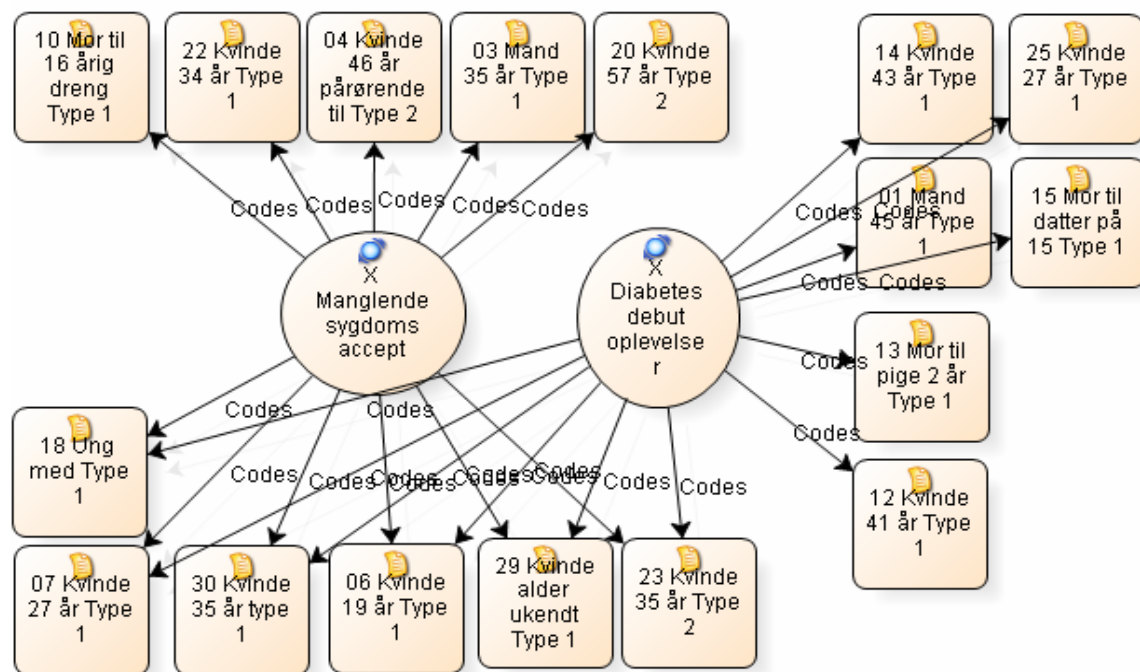 10 Mor til
16 årig
dreng
Type 1
22 Kvinde
34 år Type
1
04 Kvinde
46 år
pårørende
til Type 2
03 Mand
35 år Type
1
20 Kvinde
57 år Type
2
14 Kvinde
43 år Type
1
25 Kvinde
27 år Type
1
Codes
Codes
Codes
Codes
Codes
01 Mand
45 år Type
1
15 Mor til
datter på
15 Type 1
Codes
Codes
Codes
Codes
X
Manglende
sygdoms
accept
X
Diabetes
debut
oplevelse
r
13 Mor til
pige 2 år
Type 1
Codes
Codes
12 Kvinde
41 år Type
1
18 Ung
med Type
1
Codes
Codes
Codes
Codes
Codes
Codes
Codes
Codes
Codes
Codes
Codes
Codes
07 Kvinde
27 år Type
1
30 Kvinde
35 år type
1
06 Kvinde
19 år Type
1
29 Kvinde
alder
ukendt
Type 1
23 Kvinde
35 år Type
2